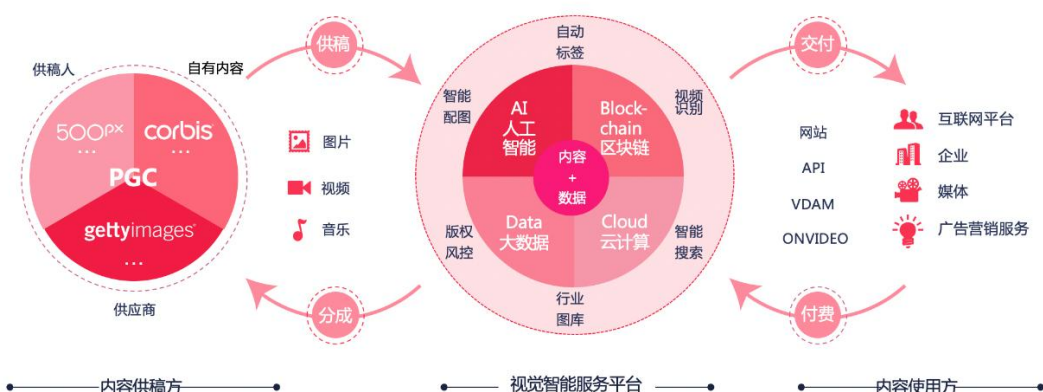 供稿
自动
标签
交付
供稿人
自有内容
智能
配图
视频
识别
500px
...
corbis
...
PGC
gettyimages®
...
图片
视频
音乐
AI
人工
智能
Block-
chain
区块链
内容
+
数据
Data
大数据
Cloud
云计算
版权
风控
智能
搜索
行业
图库
网站
API
VDAM
ONVIDEO
互联网平台
企业
媒体
广告营销服务
供应商
分成
付费
内容供稿方
视觉智能服务平台
内容使用方